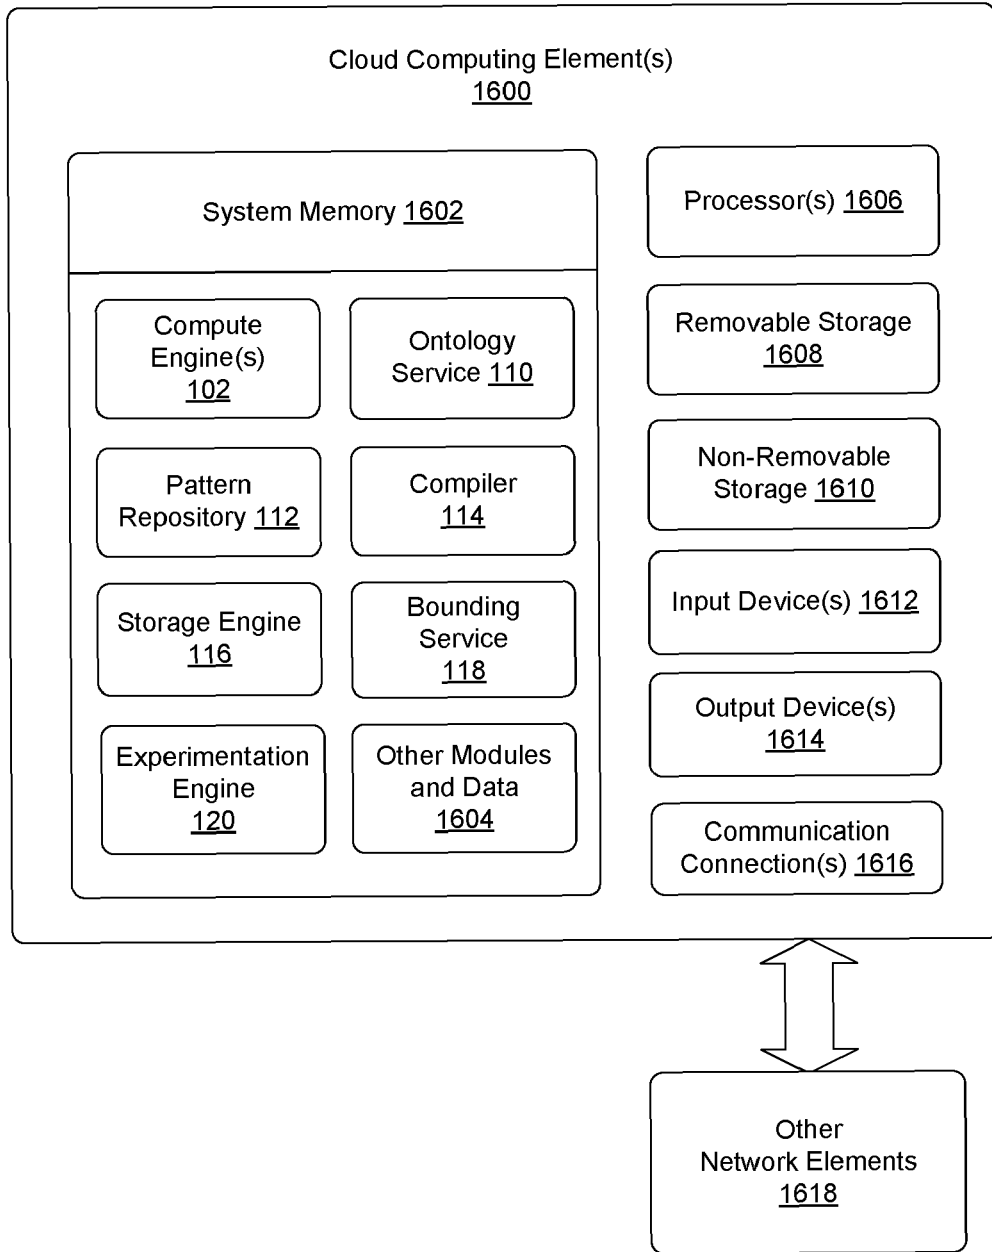 Cloud Computing Element(s)
1600
System Memory 1602
Compute
Engine(s)
102
Ontology
Service 110
Pattern
Repository 112
Compiler
114
Storage Engine
116
Bounding
Service
118
Experimentation
Engine
120
Other Modules
and Data
1604
Processor(s) 1606
Removable Storage
1608
Non-Removable
Storage 1610
Input Device(s) 1612
Output Device(s)
1614
Communication
Connection(s) 1616
Other
Network Elements
1618